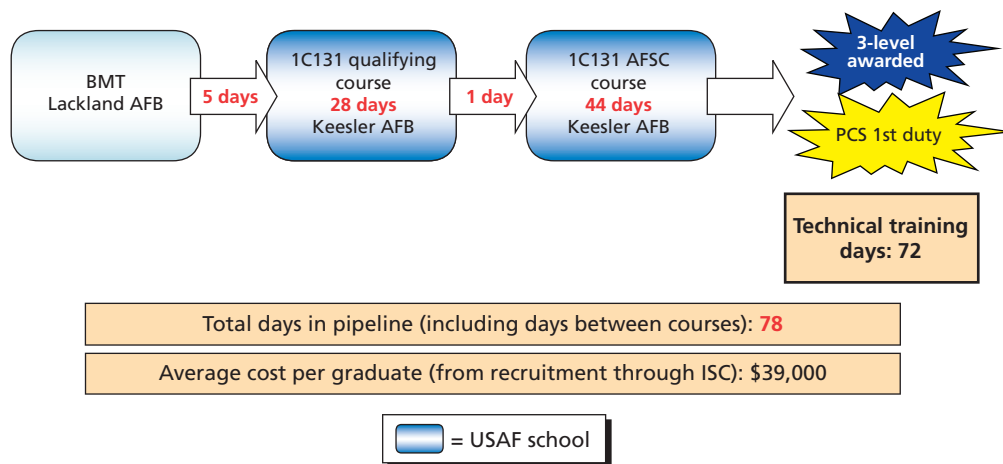 BMT
Lackland AFB
5 days
1C131 qualifying
course
28 days
Keesler AFB
1 day
1C131 AFSC
course
44 days
Keesler AFB
3-level
awarded
PCS 1st duty
Technical training
days: 72
Total days in pipeline (including days between courses): 78
Average cost per graduate (from recruitment through ISC): $39,000
= USAF school